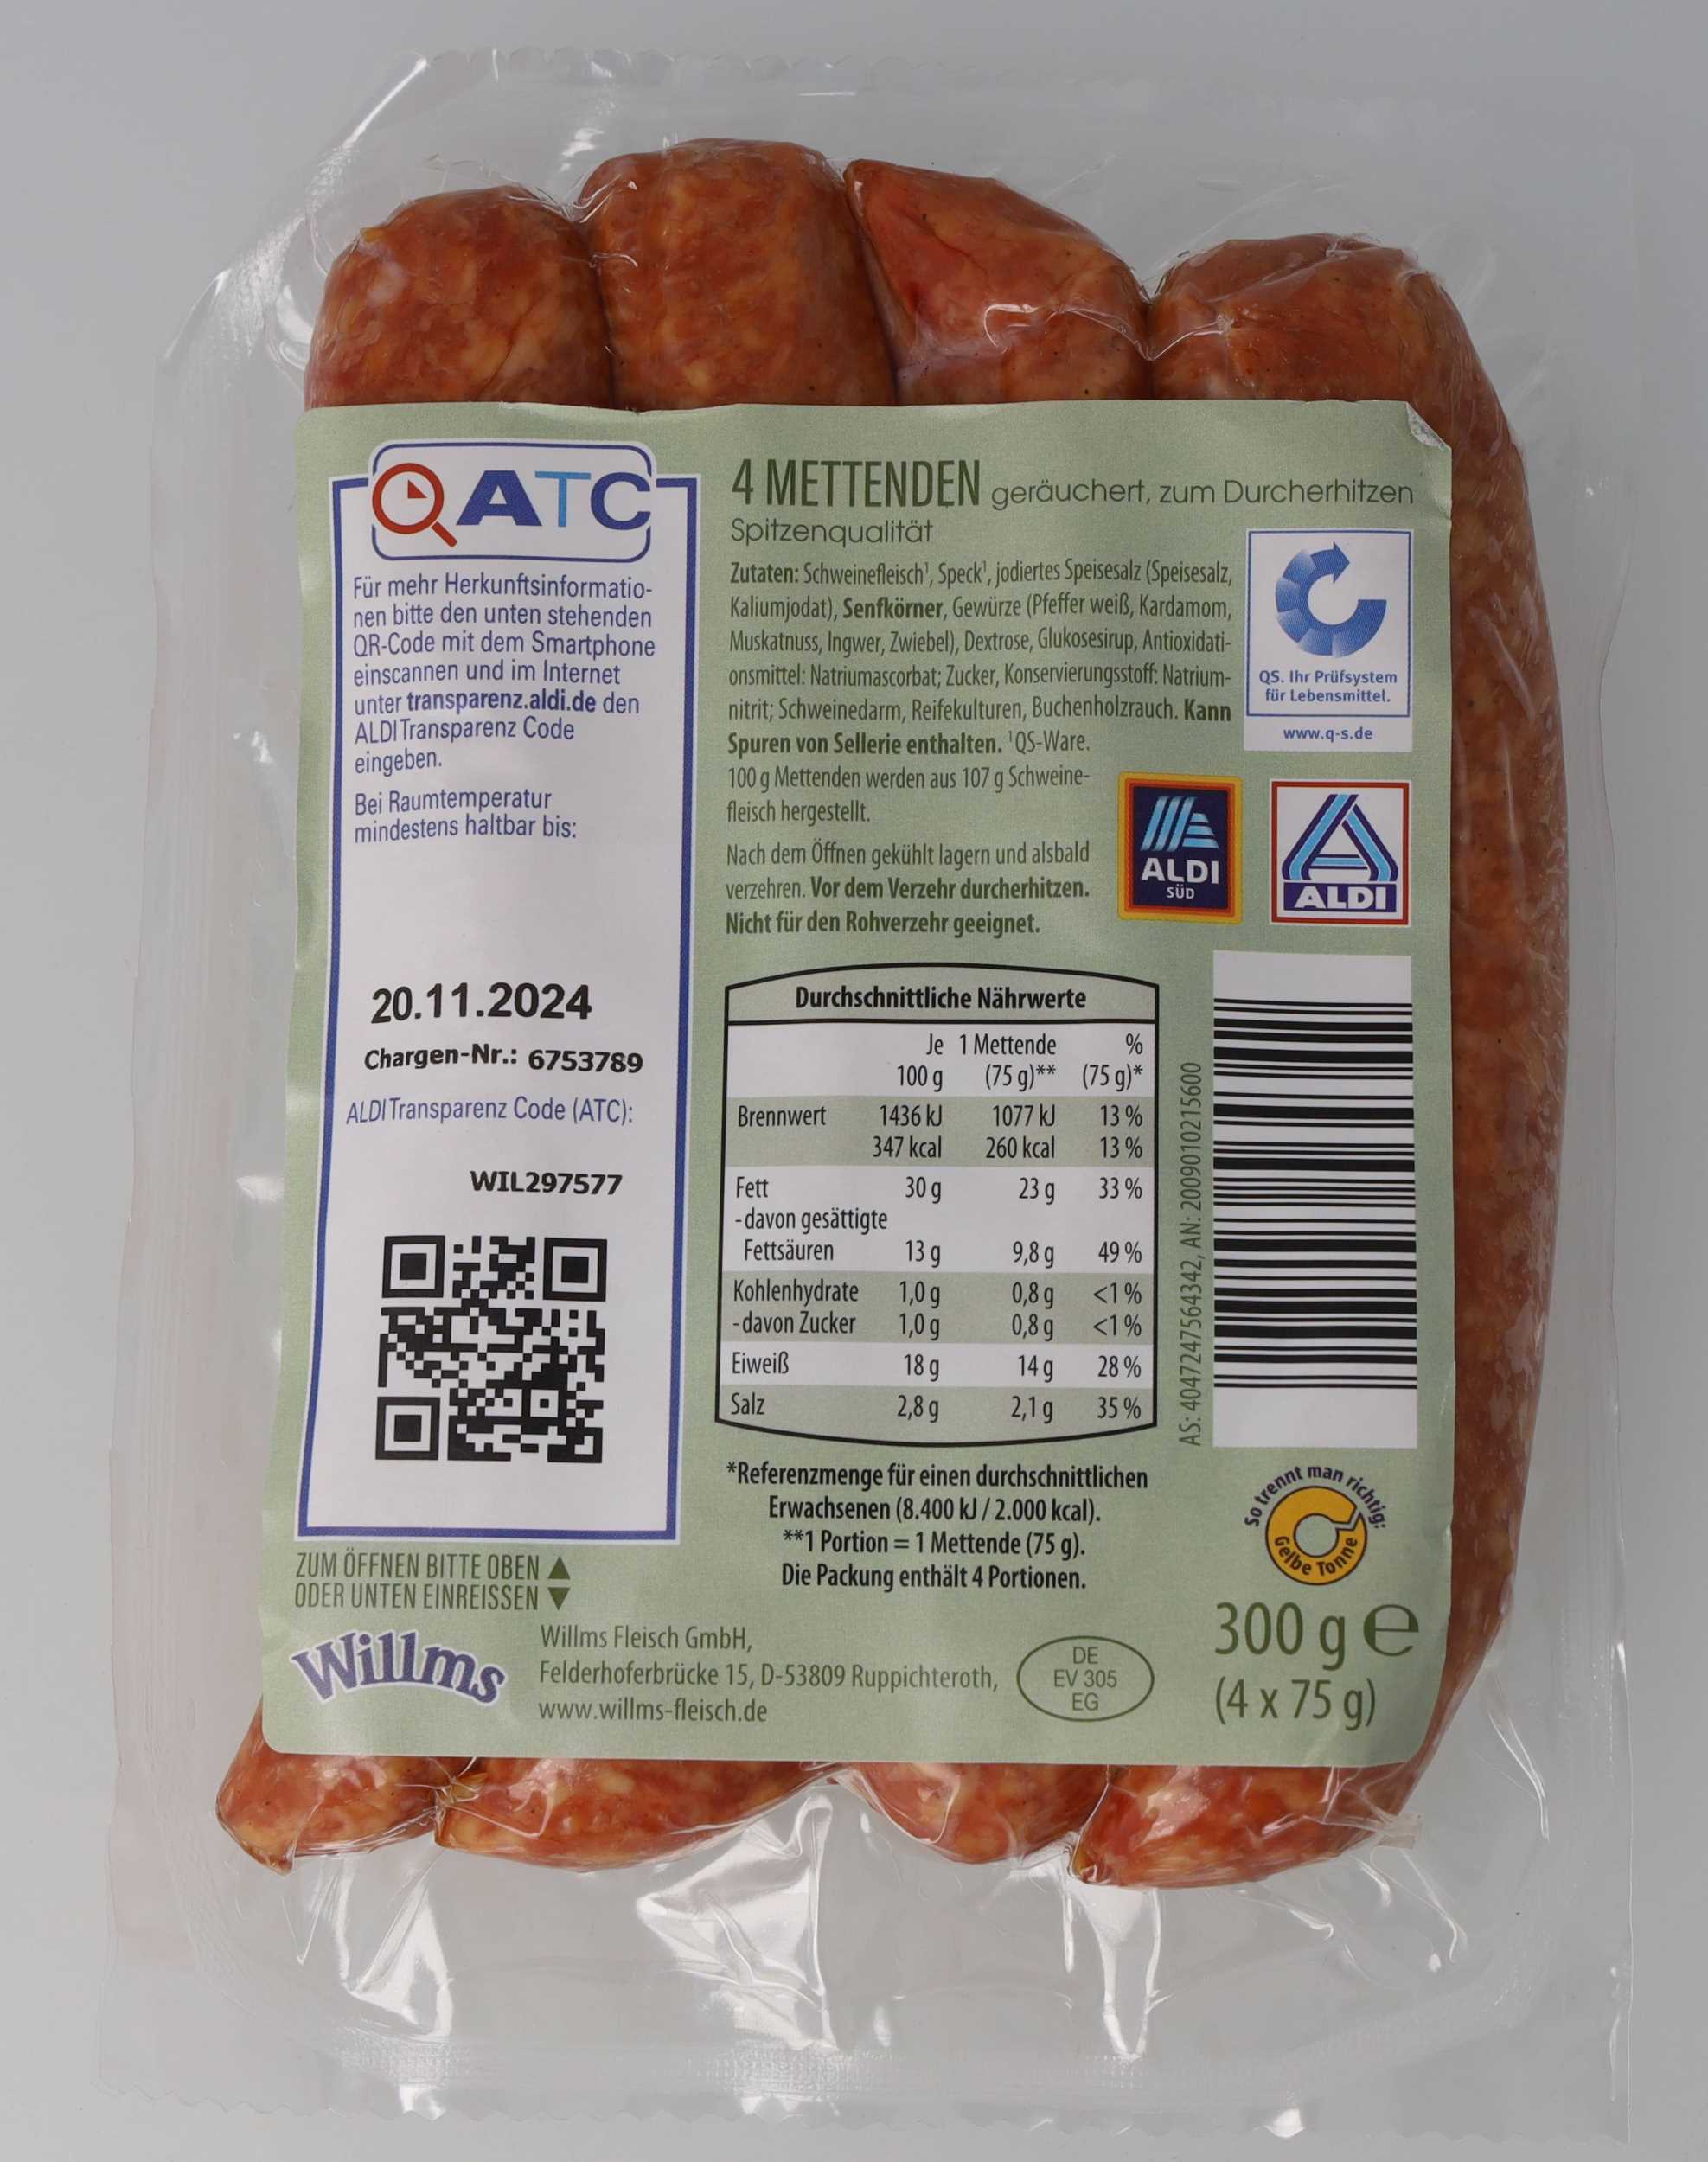 QATC
Für mehr Herkunftsinformatio-
nen bitte den unten stehenden
QR-Code mit dem Smartphone
einscannen und im Internet
unter transparenz.aldi.de den
ALDI Transparenz Code
eingeben.
Bei Raumtemperatur
mindestens haltbar bis:
20.11.2024
Chargen-Nr.: 6753789
ALDI Transparenz Code (ATC):
WIL297577
ZUM ÖFFNEN BITTE OBEN ▲
ODER UNTEN EINREISSEN ▼
4 METTENDEN geräuchert, zum Durcherhitzen
Spitzenqualität
Zutaten: Schweinefleisch¹, Speck¹, jodiertes Speisesalz (Speisesalz,
Kaliumjodat), Senfkörner, Gewürze (Pfeffer weiß, Kardamom,
Muskatnuss, Ingwer, Zwiebel), Dextrose, Glukosesirup, Antioxidati-
onsmittel: Natriumascorbat; Zucker, Konservierungsstoff: Natrium-
nitrit; Schweinedarm, Reifekulturen, Buchenholzrauch. Kann
Spuren von Sellerie enthalten. ¹QS-Ware.
100 g Mettenden werden aus 107 g Schweine-
fleisch hergestellt.
Nach dem Öffnen gekühlt lagern und alsbald
verzehren. Vor dem Verzehr durcherhitzen.
Nicht für den Rohverzehr geeignet.
QS. Ihr Prüfsystem
für Lebensmittel.
www.q-s.de
ALDI
SÜD
ALDI
Durchschnittliche Nährwerte
Je 1 Mettende %
100 g (75 g)** (75 g)*
Brennwert 1436 kJ 1077 kJ 13 %
347 kcal 260 kcal 13 %
Fett 30 g 23 g 33 %
- davon gesättigte
Fettsäuren 13 g 9,8 g 49 %
Kohlenhydrate 1,0 g 0,8 g <1 %
- davon Zucker 1,0 g 0,8 g <1 %
Eiweiß 18 g 14 g 28 %
Salz 2,8 g 2,1 g 35 %
*Referenzmenge für einen durchschnittlichen
Erwachsenen (8.400 kJ / 2.000 kcal).
**1 Portion = 1 Mettende (75 g).
Die Packung enthält 4 Portionen.
AS: 4047247564342, AN: 2009010215600
So trennt man richtig:
Gelbe Tonne
300 g e
(4 x 75 g)
Willms
Willms Fleisch GmbH,
Felderhoferbrücke 15, D-53809 Ruppichteroth,
www.willms-fleisch.de
DE
EV 305
EG